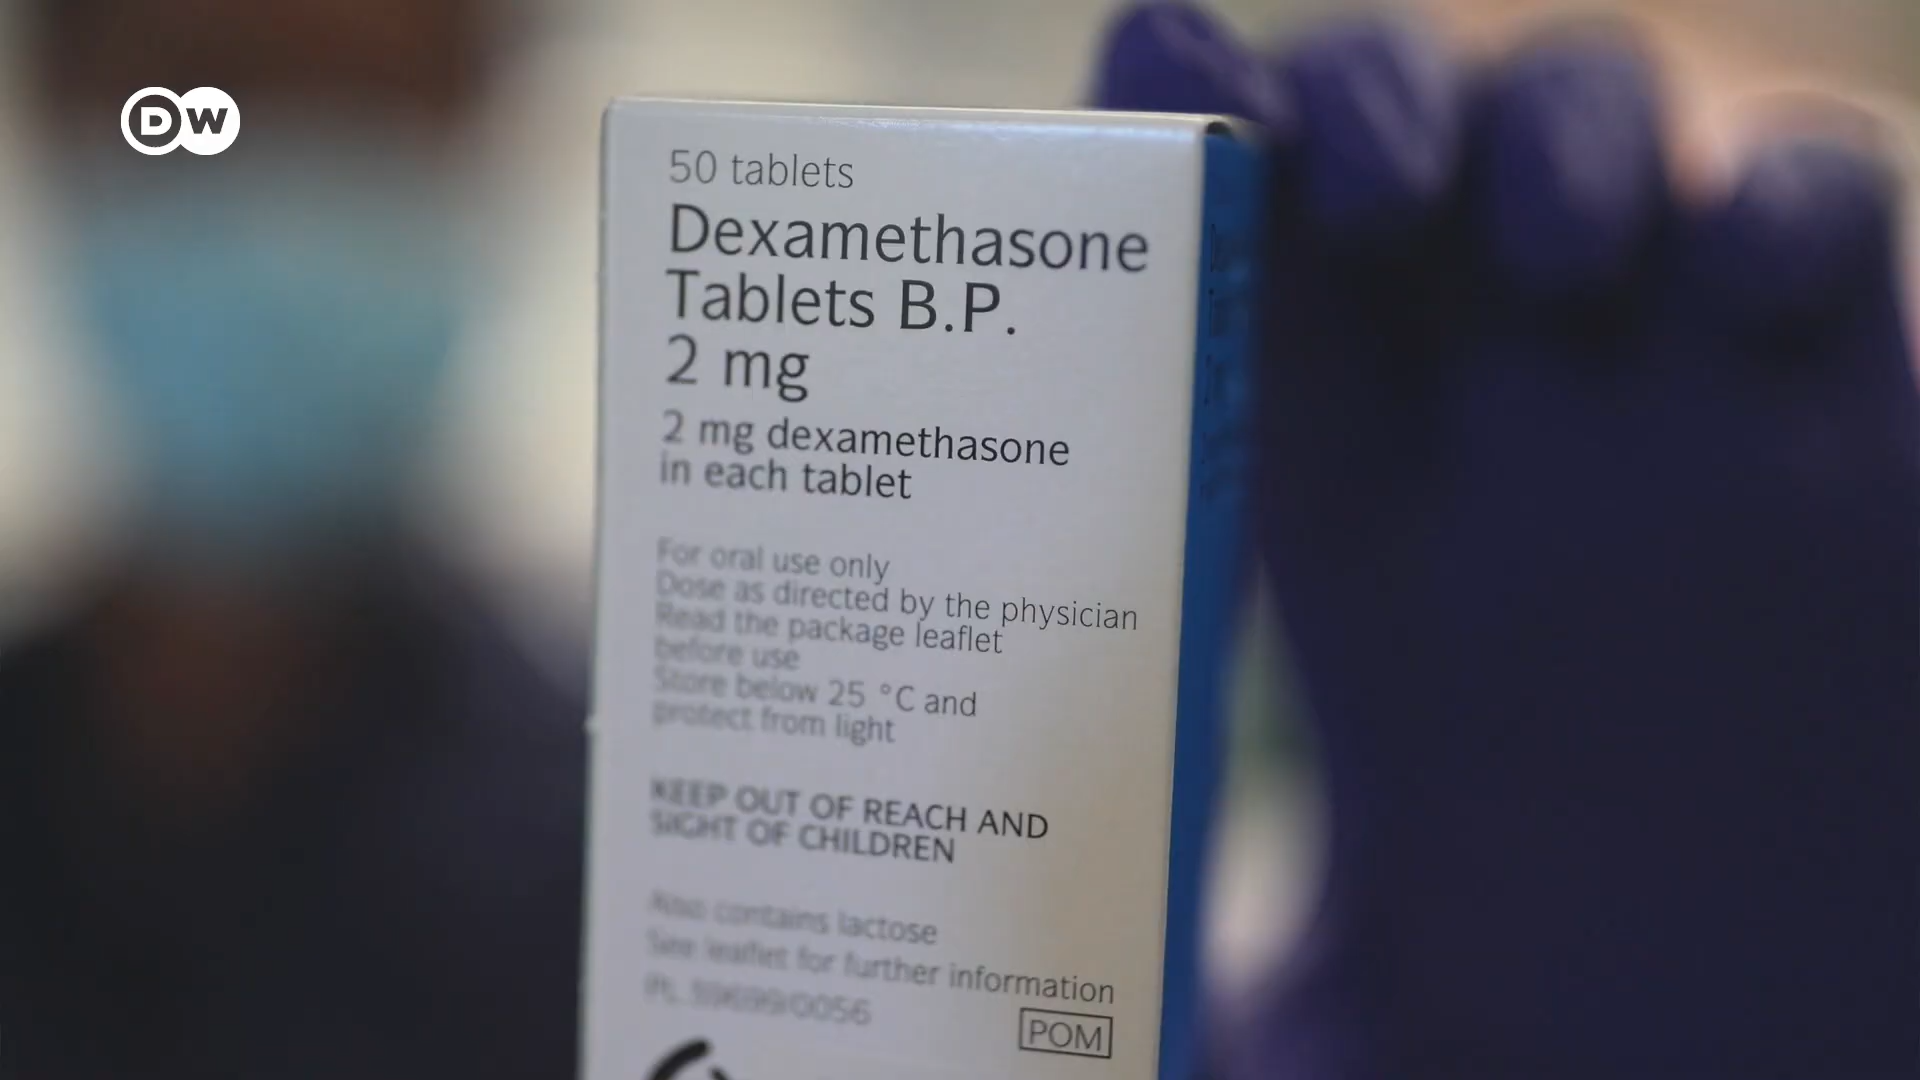 DW
50 tablets
Dexamethasone
Tablets B.P.
2 mg
2 mg dexamethasone
in each tablet
For oral use only
Dose as directed by the physician
Read the package leaflet
before use
Store below 25 °C and
protect from light
KEEP OUT OF REACH AND
SIGHT OF CHILDREN
Also contains lactose
See leaflet for further information
POM